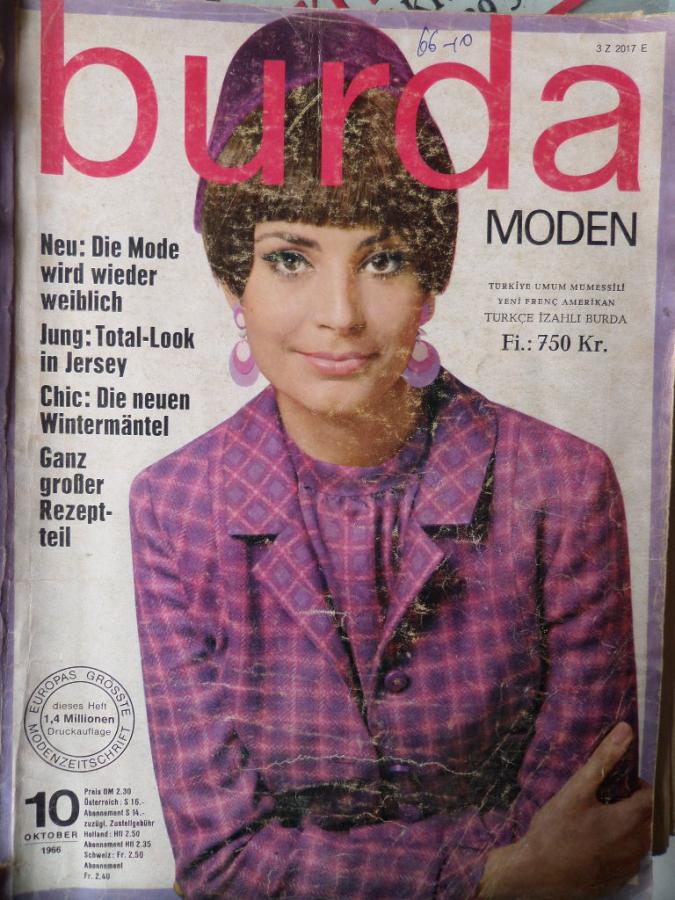 66-10
3 Z 2017 E
burda
MODEN
Neu: Die Mode
wird wieder
weiblich
Jung: Total-Look
in Jersey
Chic: Die neuen
Wintermäntel
Ganz
großer
Rezept-
teil
TÜRKİYE UMUM MÜMESSİLİ
YENİ FRENÇ AMERİKAN
TÜRKÇE İZAHLI BURDA
Fi.: 750 Kr.
EUROPAS GRÖSSTE
dieses Heft
1,4 Millionen
Druckauflage
MODENZEITSCHRIFT
10
OKTOBER
1966
Preis DM 2.30
Österreich: S 16.-
Abonnement S 14.-
zuzügl. Zustellgebühr
Holland: Hfl 2.50
Abonnement Hfl 2.35
Schweiz: Fr. 2.50
Abonnement
Fr. 2.40